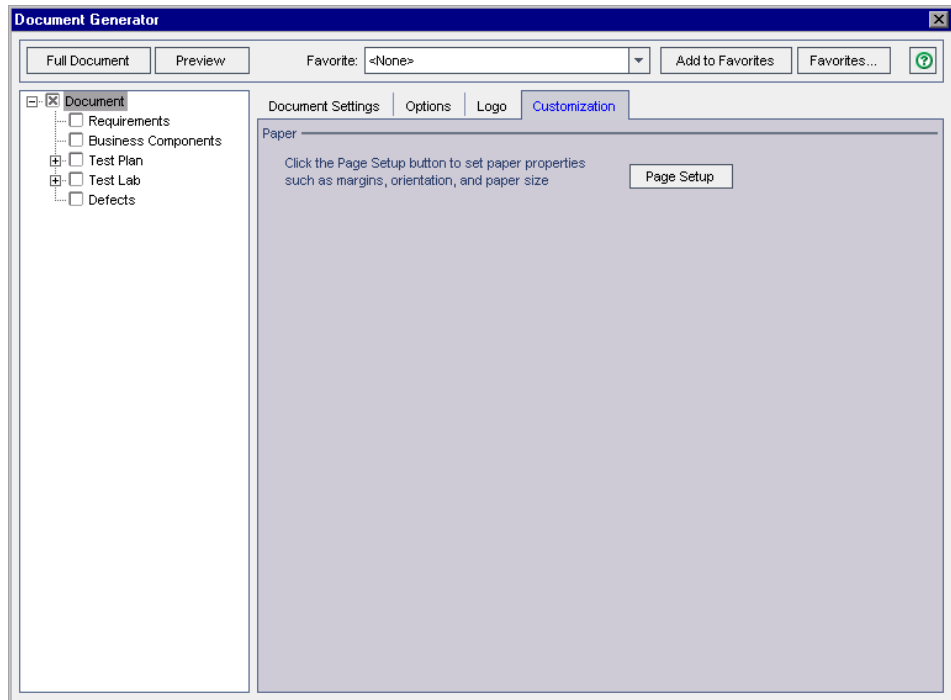 Document Generator
Full Document Preview Favorite: <None> Add to Favorites Favorites...
Document
Requirements
Business Components
Test Plan
Test Lab
Defects
Document Settings Options Logo Customization
Paper
Click the Page Setup button to set paper properties
such as margins, orientation, and paper size
Page Setup